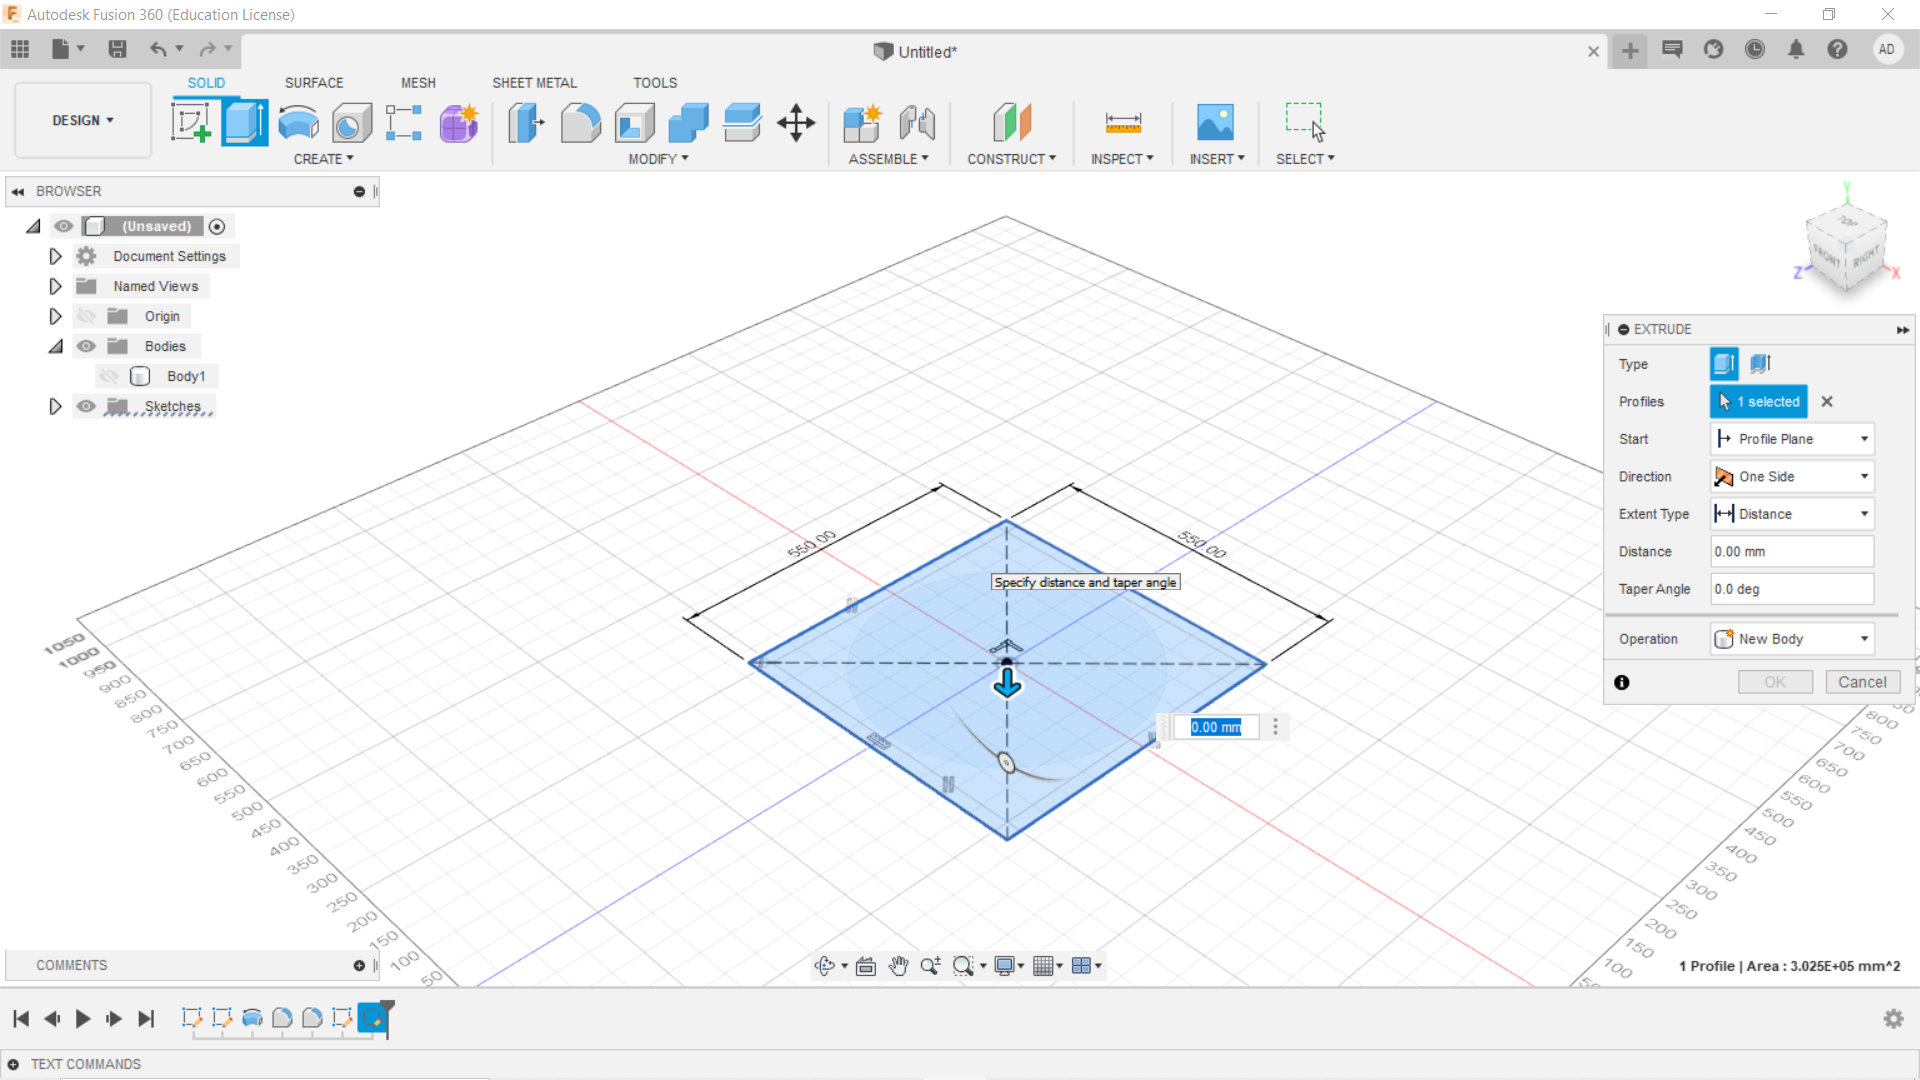 Autodesk Fusion 360 (Education License)
Untitled*
AD
DESIGN
SOLID
SURFACE
MESH
SHEET METAL
TOOLS
CREATE
MODIFY
ASSEMBLE
CONSTRUCT
INSPECT
INSERT
SELECT
BROWSER
(Unsaved)
Document Settings
Named Views
Origin
Bodies
Body1
Sketches
Y
TOP
FRONT
RIGHT
Z
X
EXTRUDE
Type
Profiles
1 selected
Start
Profile Plane
Direction
One Side
Extent Type
Distance
Distance
0.00 mm
Taper Angle
0.0 deg
Operation
New Body
OK
Cancel
550.00
550.00
Specify distance and taper angle
0.00 mm
1050
1000
950
900
850
800
750
700
650
600
550
500
450
400
350
300
250
200
150
100
50
800
750
700
650
600
550
500
450
400
350
300
250
200
150
100
COMMENTS
1 Profile | Area : 3.025E+05 mm^2
TEXT COMMANDS